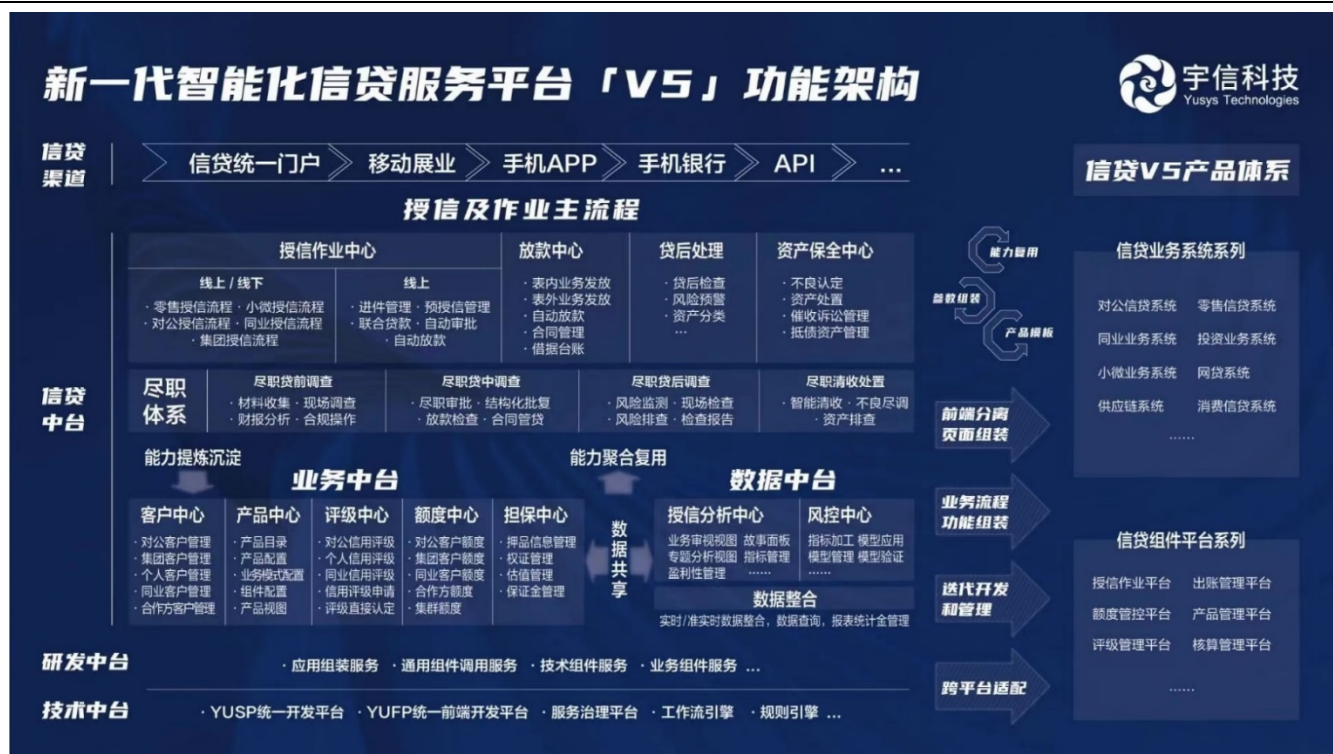 新一代智能化信贷服务平台「V5」功能架构
宇信科技
Yusys Technologies
信贷
渠道
信贷统一门户
移动展业
手机APP
手机银行
API
...
信贷V5产品体系
授信及作业主流程
信贷
中台
授信作业中心
线上 / 线下
· 零售授信流程 · 小微授信流程
· 对公授信流程 · 同业授信流程
· 集团授信流程
线上
· 进件管理 · 预授信管理
· 联合贷款 · 自动审批
· 自动放款
放款中心
· 表内业务发放
· 表外业务发放
· 自动放款
· 合同管理
· 借据台账
贷后处理
· 贷后检查
· 风险预警
· 资产分类
...
资产保全中心
· 不良认定
· 资产处置
· 催收诉讼管理
· 抵债资产管理
尽职
体系
尽职贷前调查
· 材料收集 · 现场调查
· 财报分析 · 合规操作
尽职贷中调查
· 尽职审批 · 结构化批复
· 放款检查 · 合同管贷
尽职贷后调查
· 风险监测 · 现场检查
· 风险排查 · 检查报告
尽职清收处置
· 智能清收 · 不良尽调
· 资产排查
能力提炼沉淀
业务中台
能力聚合复用
数据中台
客户中心
· 对公客户管理
· 集团客户管理
· 个人客户管理
· 同业客户管理
· 合作方客户管理
产品中心
· 产品目录
· 产品配置
· 业务模式配置
· 组件配置
· 产品视图
评级中心
· 对公信用评级
· 个人信用评级
· 同业信用评级
· 信用评级申请
· 评级直接认定
额度中心
· 对公客户额度
· 集团客户额度
· 同业客户额度
· 合作方额度
· 集群额度
担保中心
· 押品信息管理
· 权证管理
· 估值管理
· 保证金管理
数据共享
授信分析中心
业务审视视图 故事面板
专题分析视图 指标管理
盈利性管理 ......
风控中心
指标加工 模型应用
模型管理 模型验证
......
数据整合
实时/准实时数据整合，数据查询，报表统计金管理
研发中台
· 应用组装服务 · 通用组件调用服务 · 技术组件服务 · 业务组件服务 ...
技术中台
· YUSP统一开发平台 · YUFP统一前端开发平台 · 服务治理平台 · 工作流引擎 · 规则引擎 ...
能力复用
参数组装
产品模板
前端分离
页面组装
业务流程
功能组装
迭代开发
和管理
跨平台适配
信贷业务系统系列
对公信贷系统 零售信贷系统
同业业务系统 投资业务系统
小微业务系统 网贷系统
供应链系统 消费信贷系统
......
信贷组件平台系列
授信作业平台 出账管理平台
额度管控平台 产品管理平台
评级管理平台 核算管理平台
......